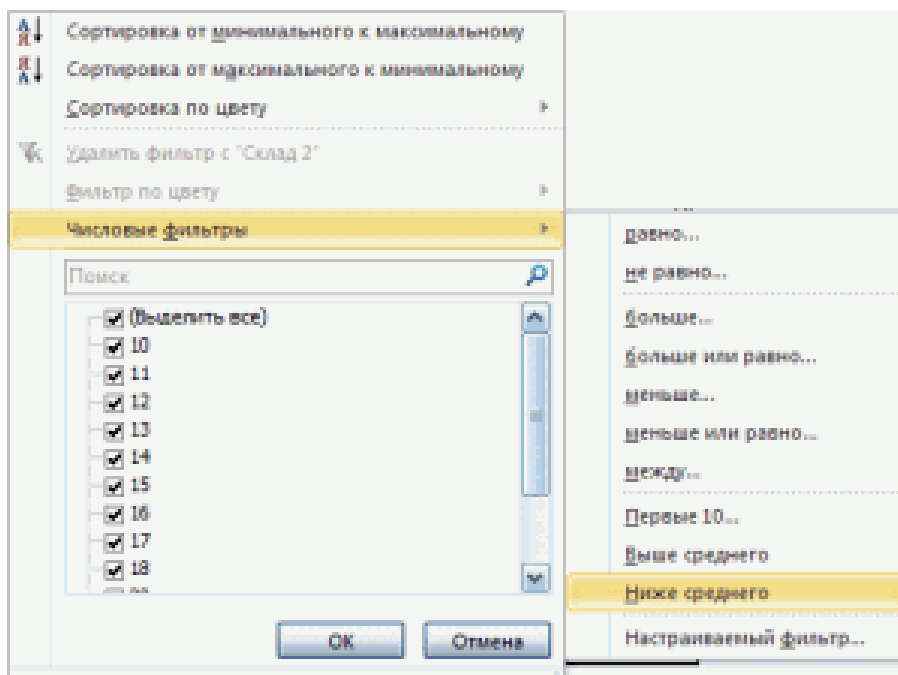 Сортировка от минимального к максимальному
Сортировка от максимального к минимальному
Сортировка по цвету
Удалить фильтр с "Склад 2"
Фильтр по цвету
Числовые фильтры
Поиск
(Выделить все)
10
11
12
13
14
15
16
17
18
ОК
Отмена
равно...
не равно...
больше...
больше или равно...
меньше...
меньше или равно...
между...
Первые 10...
Выше среднего
Ниже среднего
Настраиваемый фильтр...